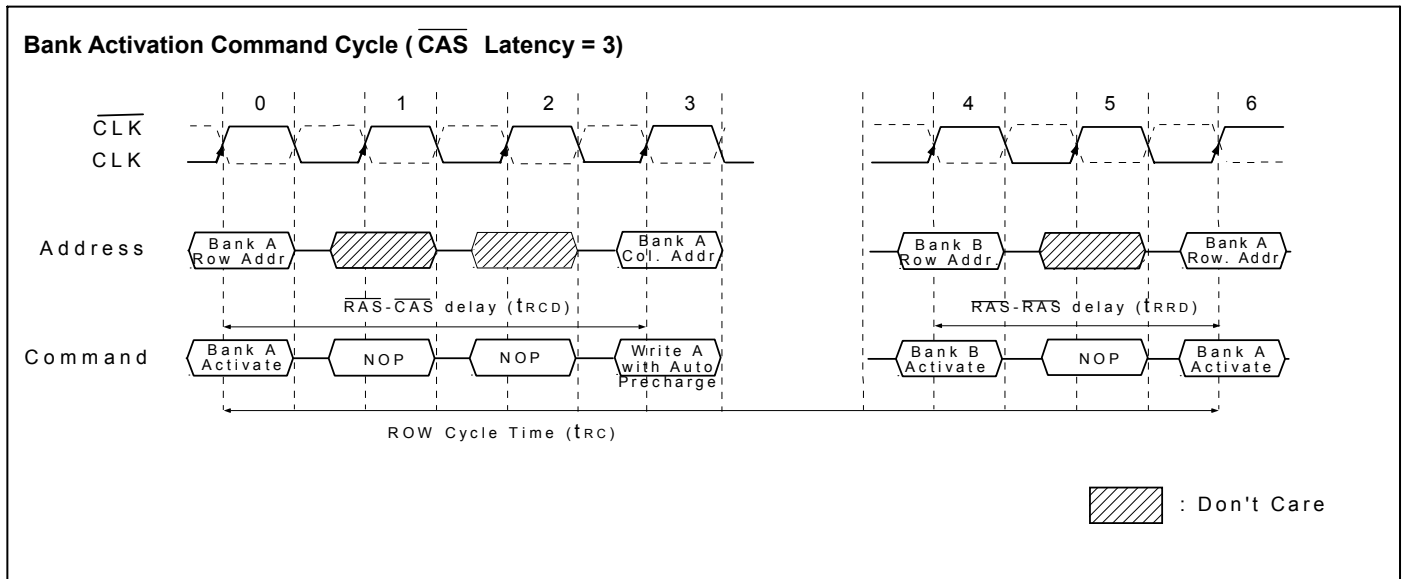 Bank Activation Command Cycle ( CAS Latency = 3)
0 1 2 3 4 5 6
CLK
CLK
Address
Bank A
Row Addr
Bank A
Col. Addr
Bank B
Row Addr.
Bank A
Row. Addr
RAS-CAS delay (tRCD)
RAS-RAS delay (tRRD)
Command
Bank A
Activate
NOP
NOP
Write A
with Auto
Precharge
Bank B
Activate
NOP
Bank A
Activate
ROW Cycle Time (tRC)
: Don't Care